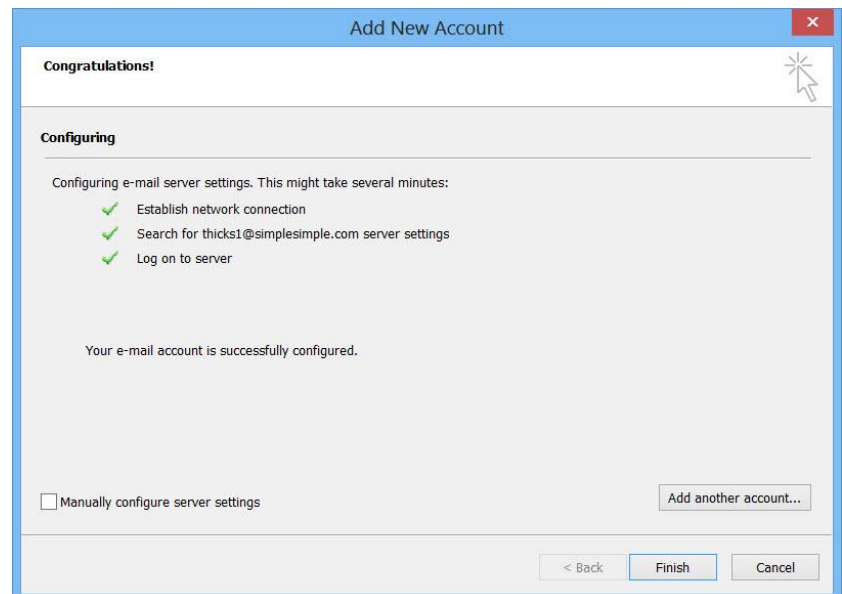 Add New Account
Congratulations!
Configuring
Configuring e-mail server settings. This might take several minutes:
Establish network connection
Search for thicks1@simplesimple.com server settings
Log on to server
Your e-mail account is successfully configured.
Manually configure server settings
Add another account...
< Back
Finish
Cancel